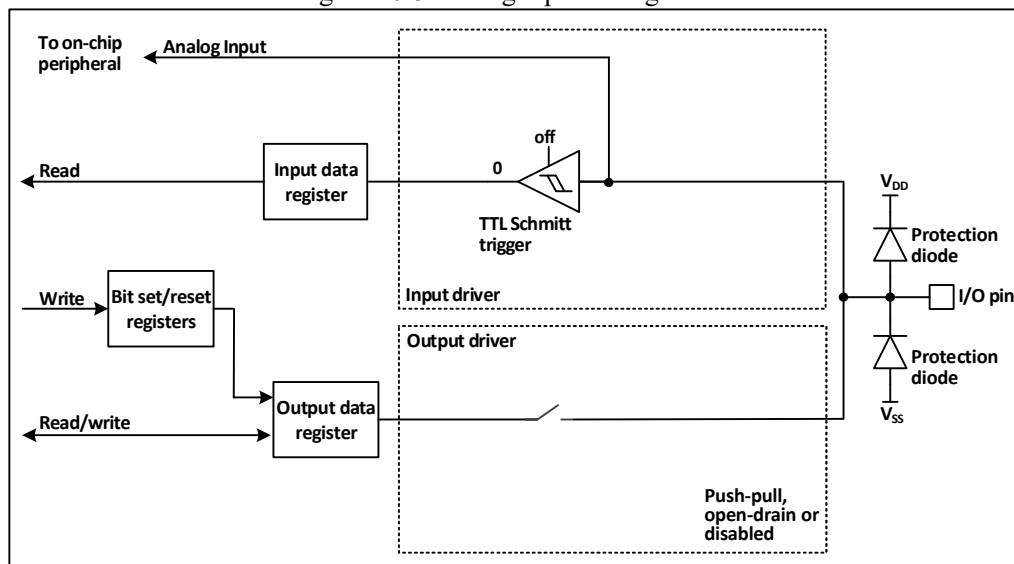 To on-chip
peripheral
Analog Input
off
0
Read
Input data
register
TTL Schmitt
trigger
V_DD
Protection
diode
Write
Bit set/reset
registers
Input driver
I/O pin
Output driver
Protection
diode
Read/write
Output data
register
V_SS
Push-pull,
open-drain or
disabled